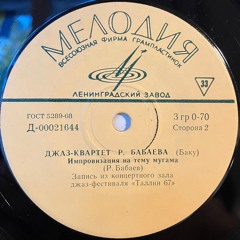 МЕЛОДИЯ
ВСЕСОЮЗНАЯ ФИРМА ГРАМПЛАСТИНОК
33
ЛЕНИНГРАДСКИЙ ЗАВОД
ГОСТ 5289-68
3 гр 0-70
Д-00021644
Сторона 2
ДЖАЗ-КВАРТЕТ Р. БАБАЕВА (Баку)
Импровизация на тему мугама
(Р. Бабаев)
Запись из концертного зала
джаз-фестиваля «Таллин 67»